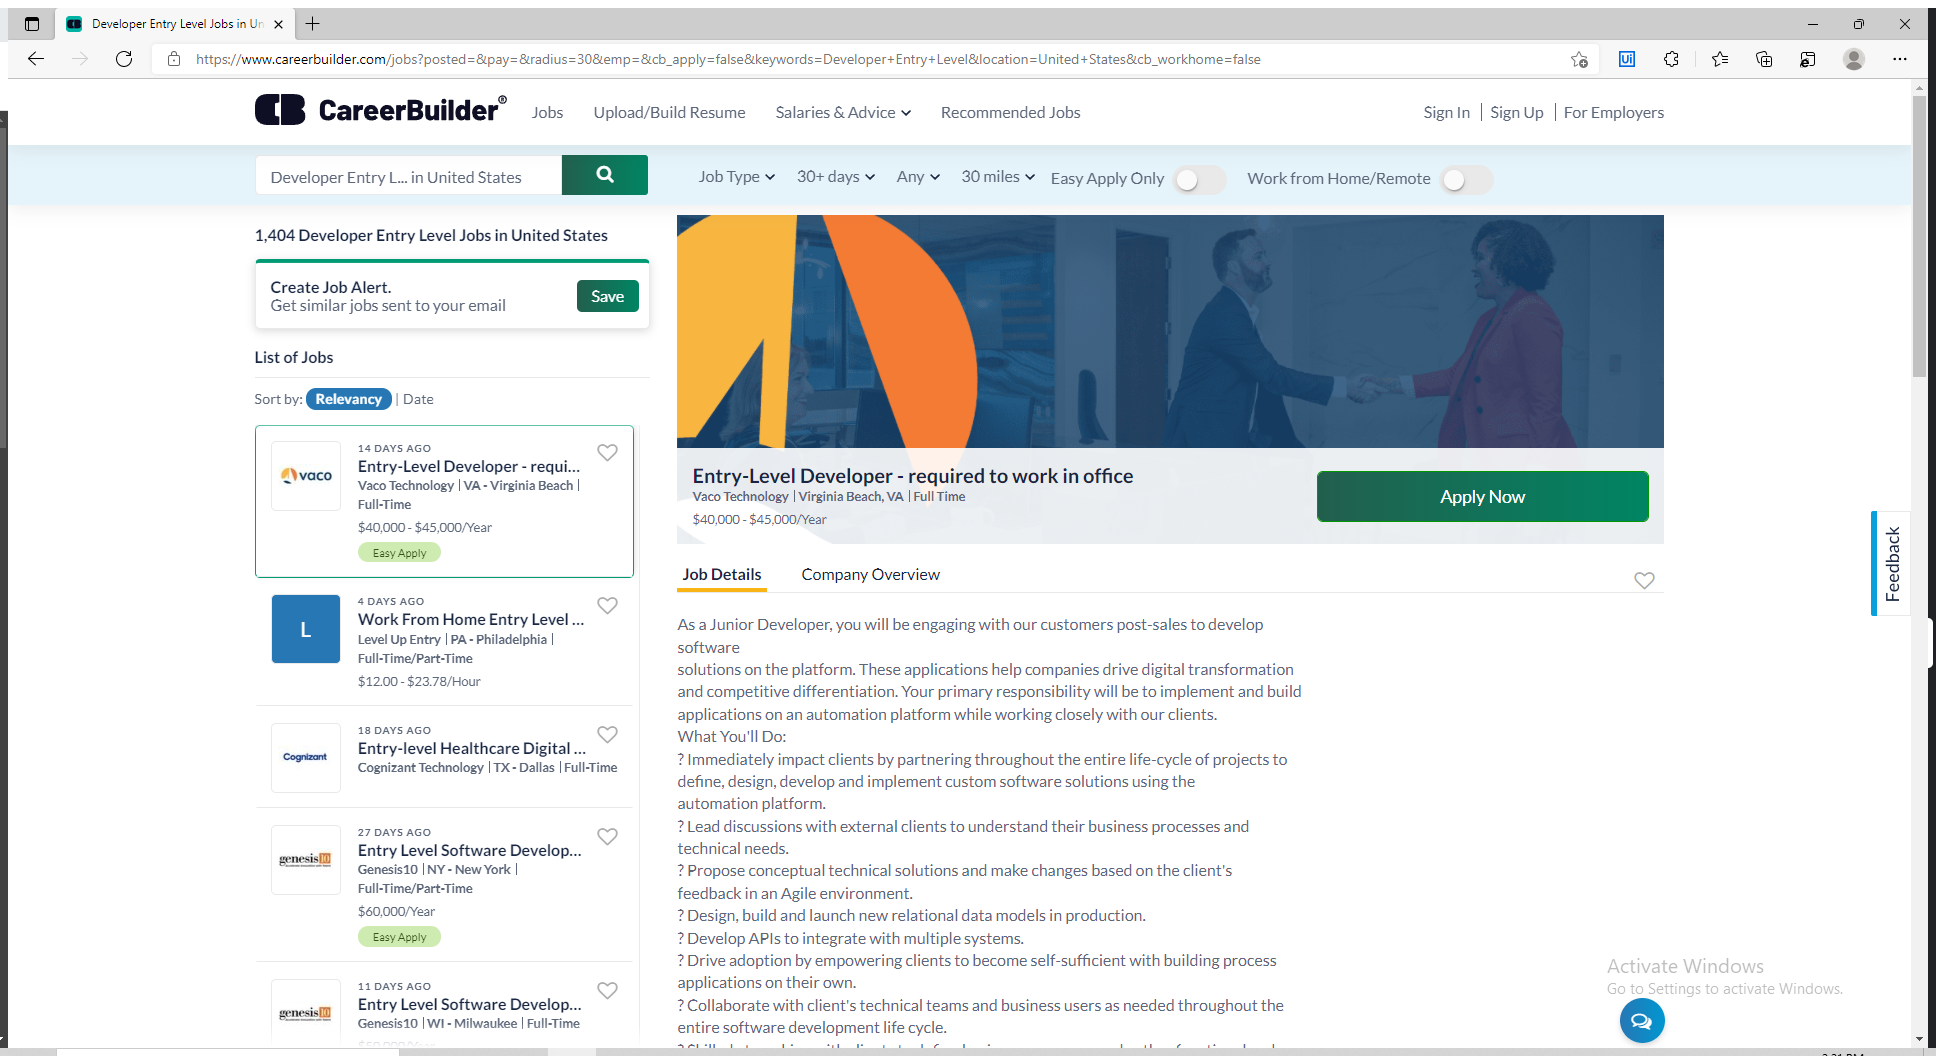 Developer Entry Level Jobs in Un
https://www.careerbuilder.com/jobs?posted=&pay=&radius=30&emp=&cb_apply=false&keywords=Developer+Entry+Level&location=United+States&cb_workhome=false
CareerBuilder® Jobs Upload/Build Resume Salaries & Advice Recommended Jobs Sign In | Sign Up | For Employers
Developer Entry L... in United States Job Type 30+ days Any 30 miles Easy Apply Only Work from Home/Remote
1,404 Developer Entry Level Jobs in United States
Create Job Alert.
Get similar jobs sent to your email
Save
List of Jobs
Sort by: Relevancy | Date
vaco
14 DAYS AGO
Entry-Level Developer - requi...
Vaco Technology | VA - Virginia Beach |
Full-Time
$40,000 - $45,000/Year
Easy Apply
L
4 DAYS AGO
Work From Home Entry Level ...
Level Up Entry | PA - Philadelphia |
Full-Time/Part-Time
$12.00 - $23.78/Hour
Cognizant
18 DAYS AGO
Entry-level Healthcare Digital ...
Cognizant Technology | TX - Dallas | Full-Time
genesis10
27 DAYS AGO
Entry Level Software Develop...
Genesis10 | NY - New York |
Full-Time/Part-Time
$60,000/Year
Easy Apply
genesis10
11 DAYS AGO
Entry Level Software Develop...
Genesis10 | WI - Milwaukee | Full-Time
Entry-Level Developer - required to work in office
Vaco Technology | Virginia Beach, VA | Full Time
$40,000 - $45,000/Year
Apply Now
Job Details Company Overview
As a Junior Developer, you will be engaging with our customers post-sales to develop
software
solutions on the platform. These applications help companies drive digital transformation
and competitive differentiation. Your primary responsibility will be to implement and build
applications on an automation platform while working closely with our clients.
What You'll Do:
? Immediately impact clients by partnering throughout the entire life-cycle of projects to
define, design, develop and implement custom software solutions using the
automation platform.
? Lead discussions with external clients to understand their business processes and
technical needs.
? Propose conceptual technical solutions and make changes based on the client's
feedback in an Agile environment.
? Design, build and launch new relational data models in production.
? Develop APIs to integrate with multiple systems.
? Drive adoption by empowering clients to become self-sufficient with building process
applications on their own.
? Collaborate with client's technical teams and business users as needed throughout the
entire software development life cycle.
Feedback
Activate Windows
Go to Settings to activate Windows.